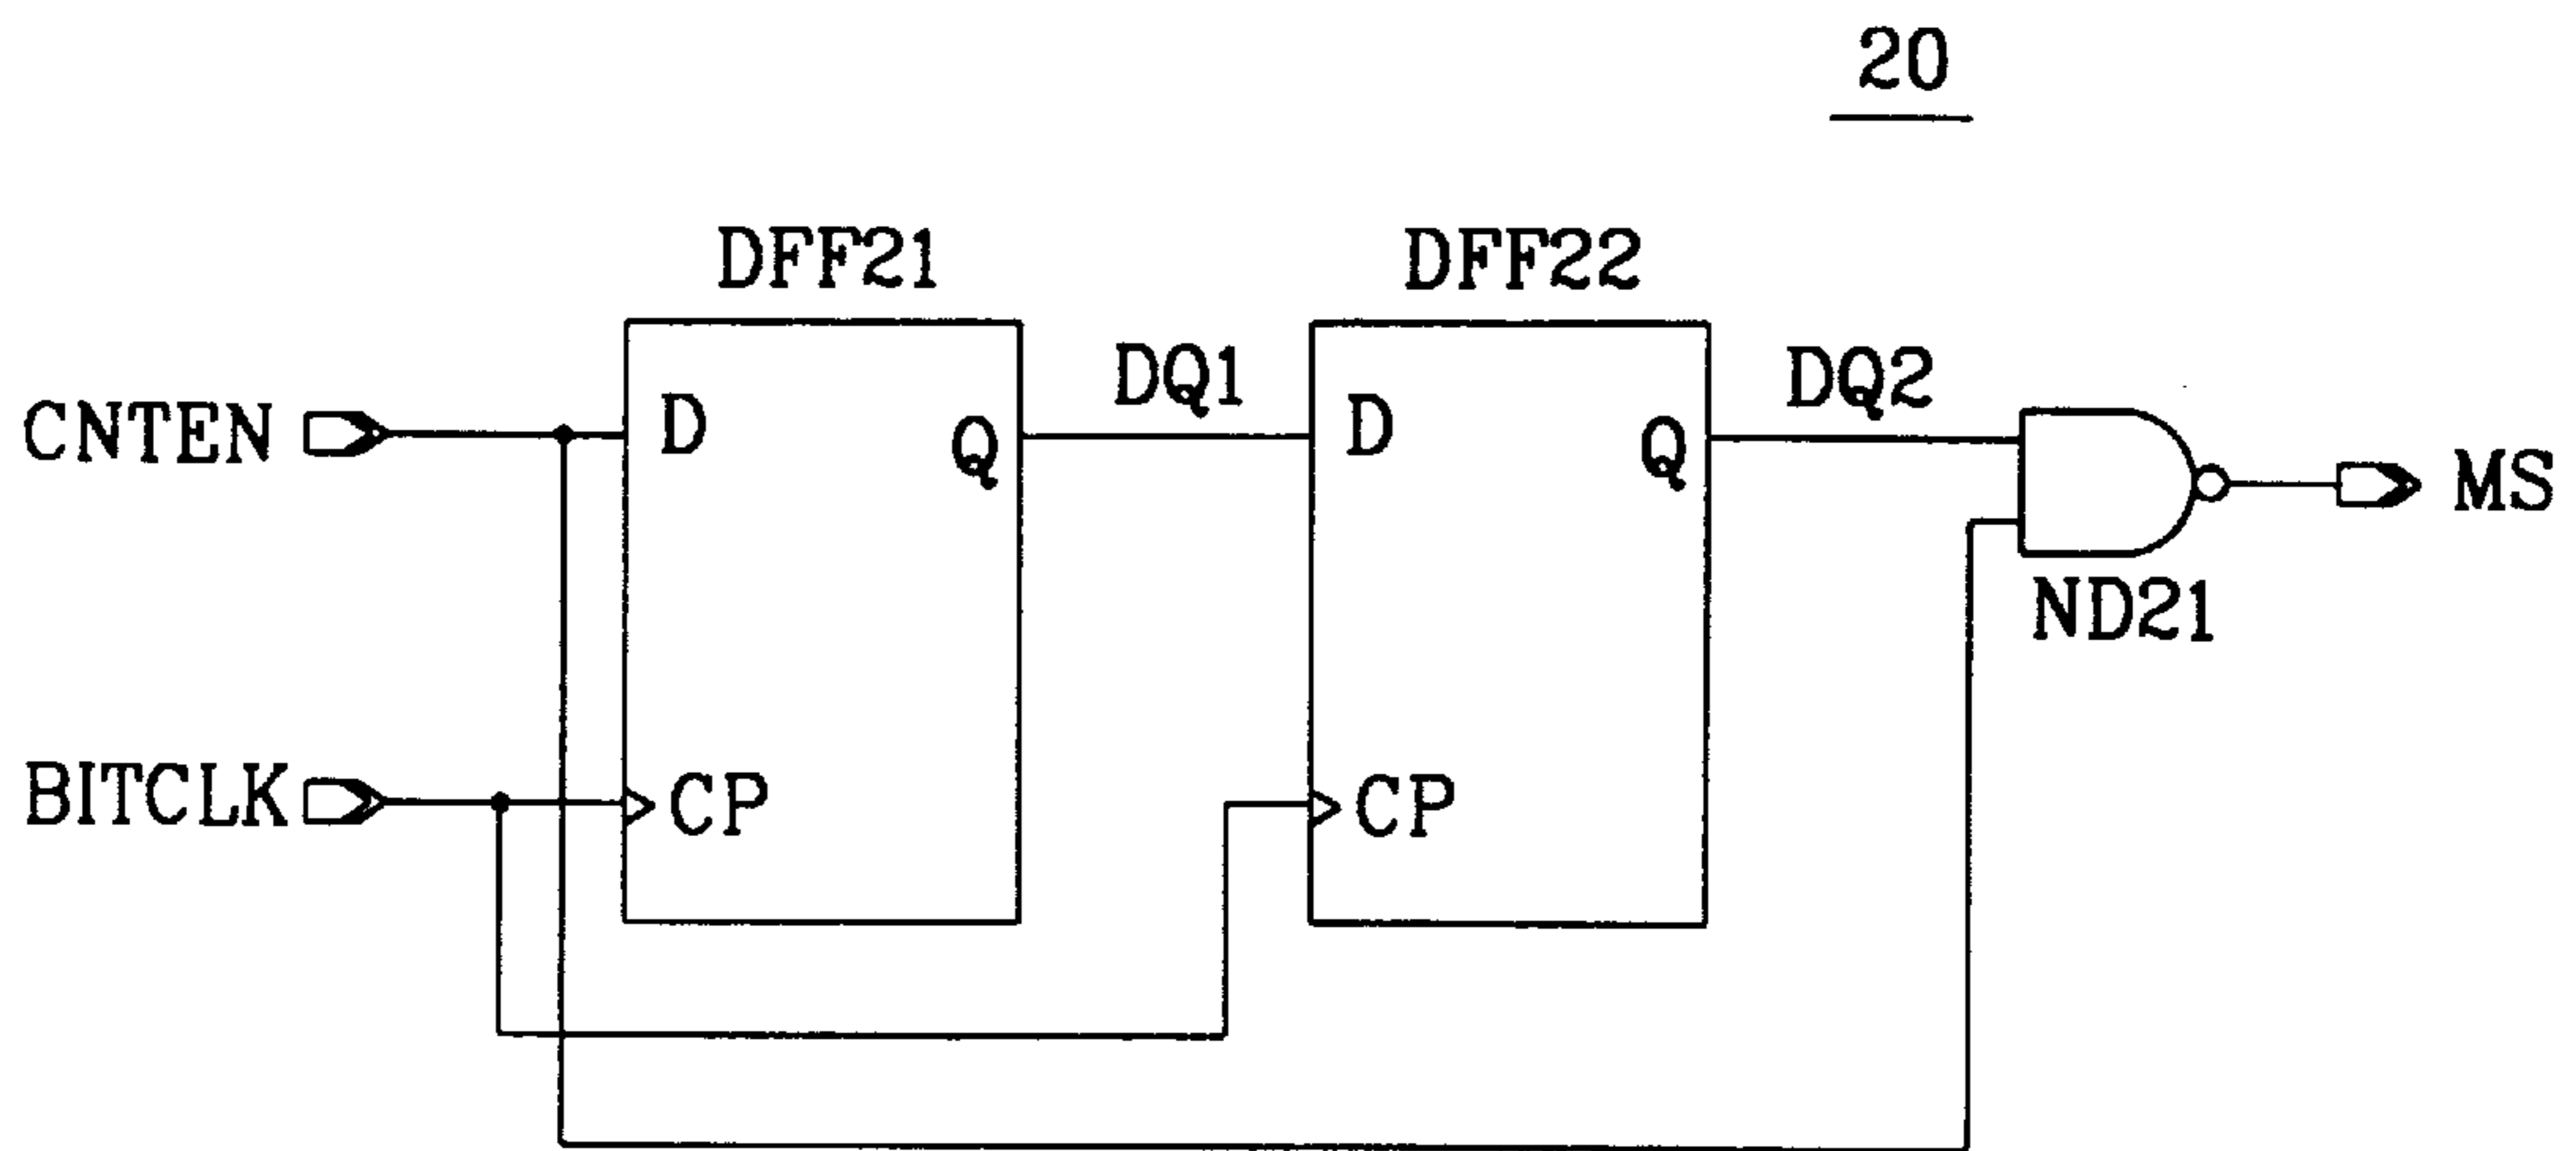 20
DFF21
DFF22
DQ1
DQ2
CNTEN
D
Q
D
Q
MS
ND21
BITCLK
CP
CP